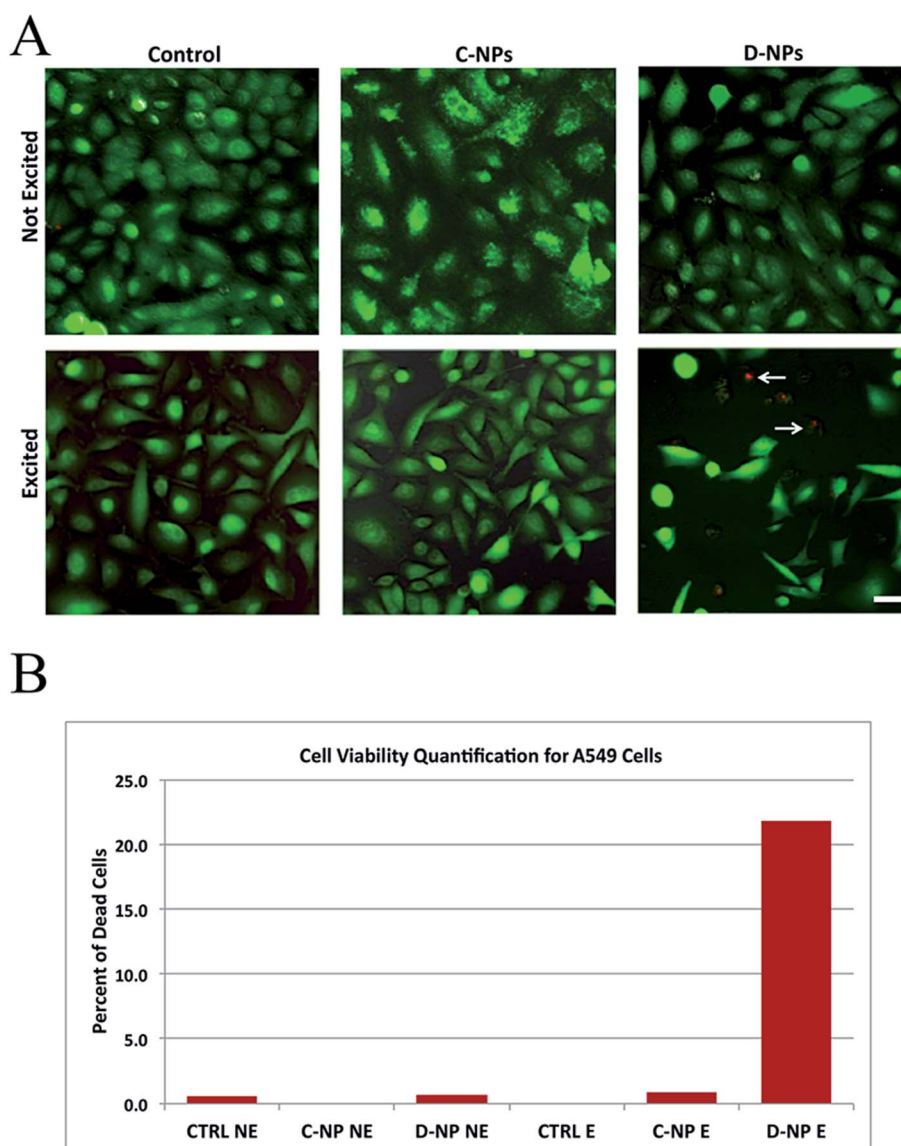 A
Control C-NPs D-NPs
Not Excited
Excited
B
Cell Viability Quantification for A549 Cells
Percent of Dead Cells
25.0
20.0
15.0
10.0
5.0
0.0
CTRL NE C-NP NE D-NP NE CTRL E C-NP E D-NP E